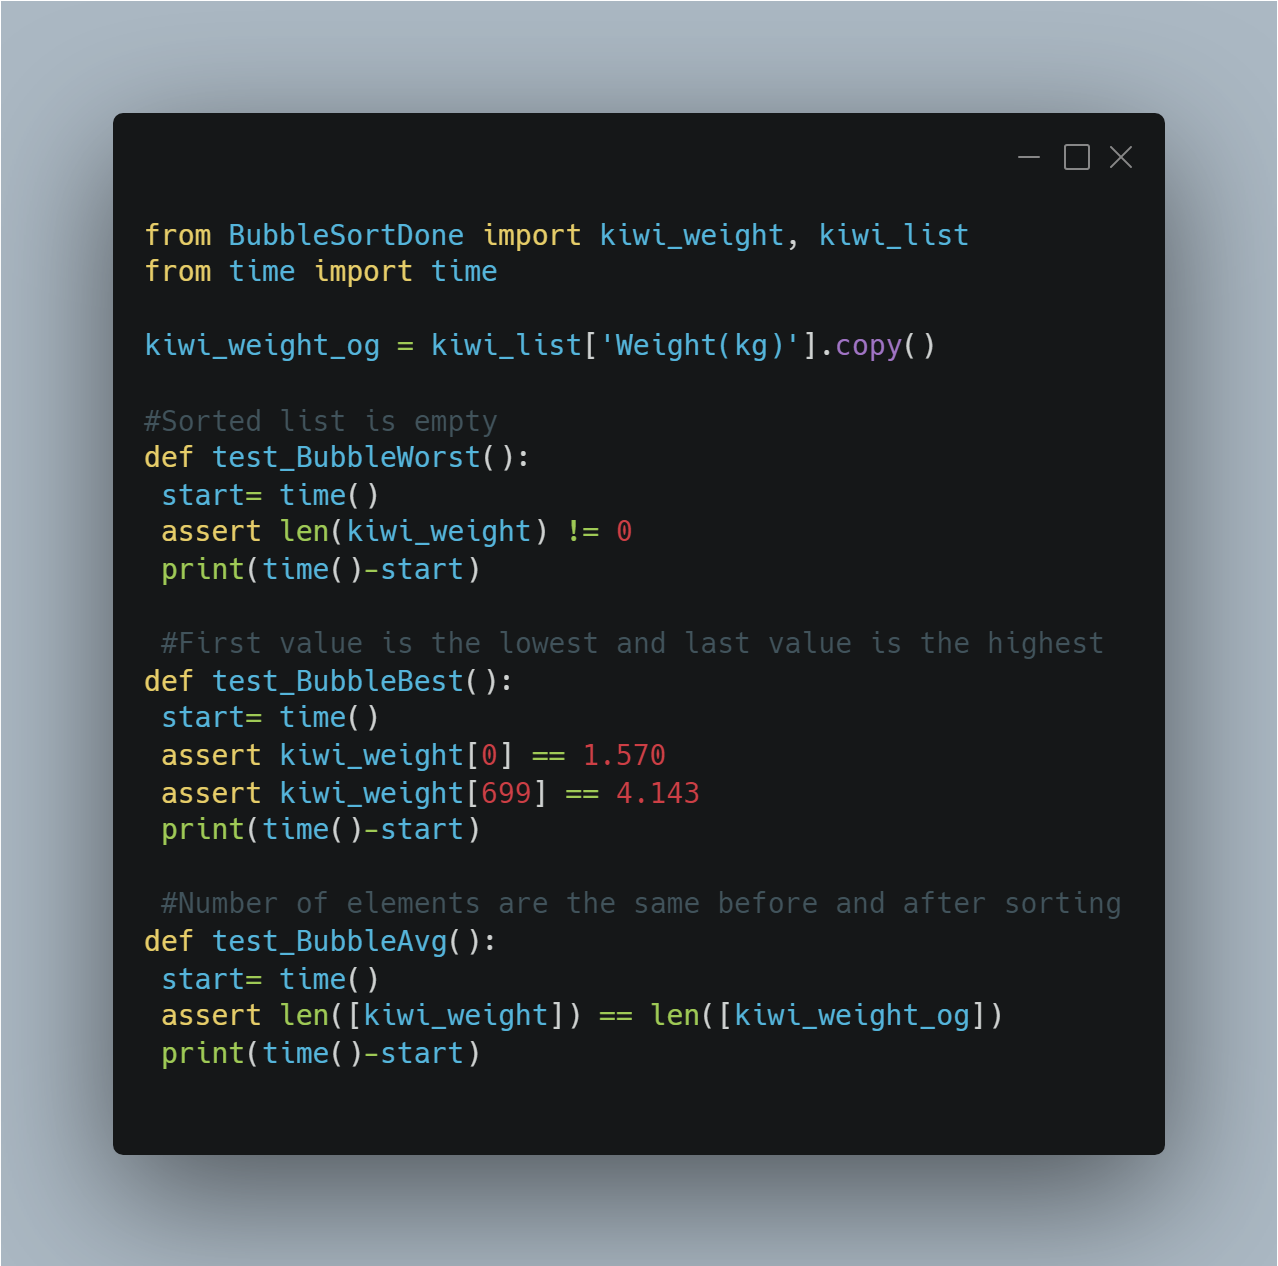 from BubbleSortDone import kiwi_weight, kiwi_list
from time import time
kiwi_weight_og = kiwi_list['Weight(kg)'].copy()
#Sorted list is empty
def test_BubbleWorst():
 start= time()
 assert len(kiwi_weight) != 0
 print(time()-start)
 #First value is the lowest and last value is the highest
def test_BubbleBest():
 start= time()
 assert kiwi_weight[0] == 1.570
 assert kiwi_weight[699] == 4.143
 print(time()-start)
 #Number of elements are the same before and after sorting
def test_BubbleAvg():
 start= time()
 assert len([kiwi_weight]) == len([kiwi_weight_og])
 print(time()-start)